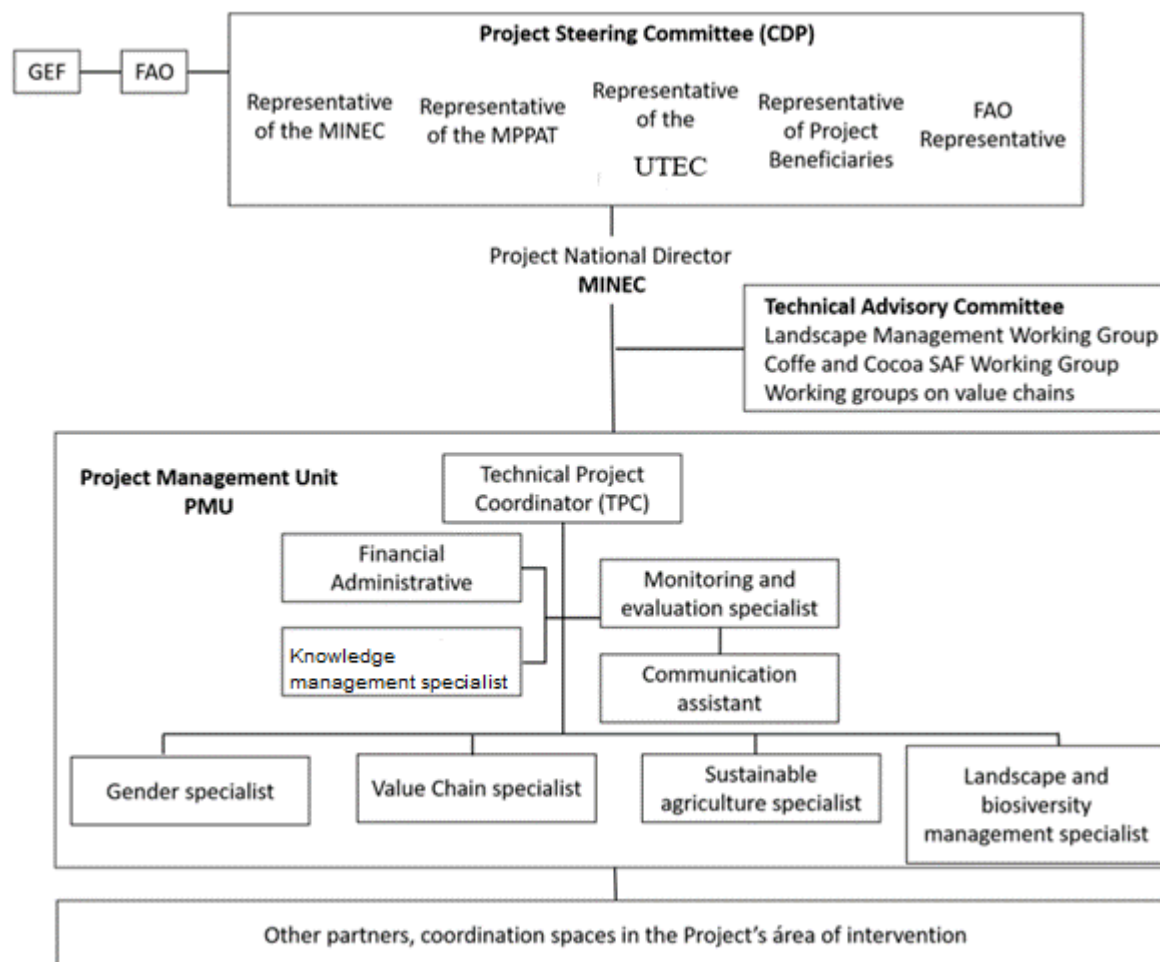 Project Steering Committee (CDP)
GEF
FAO
Representative
of the MINEC
Representative
of the MPPAT
Representative
of the
UTEC
Representative
of Project
Beneficiaries
FAO
Representative
Project National Director
MINEC
Technical Advisory Committee
Landscape Management Working Group
Coffe and Cocoa SAF Working Group
Working groups on value chains
Project Management Unit
PMU
Technical Project
Coordinator (TPC)
Financial
Administrative
Monitoring and
evaluation specialist
Knowledge
management specialist
Communication
assistant
Gender specialist
Value Chain specialist
Sustainable
agriculture specialist
Landscape and
biosiversity
management specialist
Other partners, coordination spaces in the Project's área of intervention